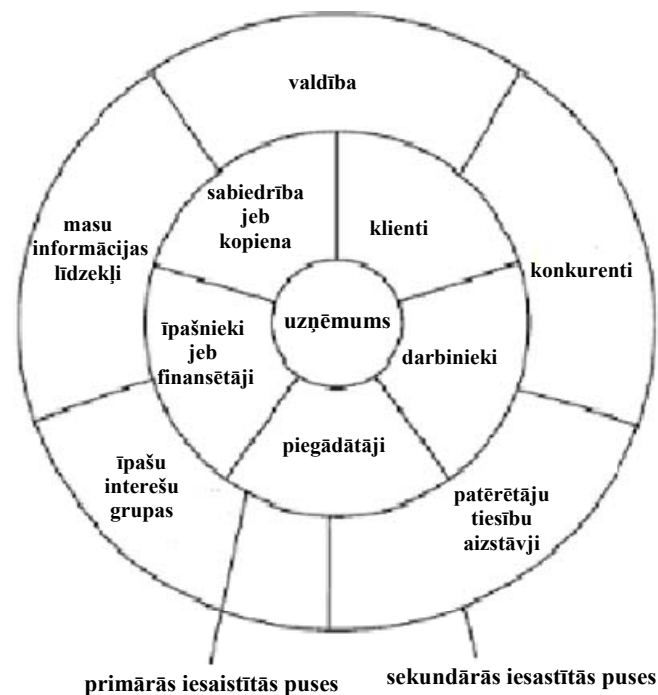 valdība
sabiedrība
jeb
kopiena
klienti
masu
informācijas
līdzekļi
konkurenti
uzņēmums
īpašnieki
jeb
finansētāji
darbinieki
piegādātāji
īpašu
interešu
grupas
patērētāju
tiesību
aizstāvji
primārās iesaistītās puses
sekundārās iesastītās puses